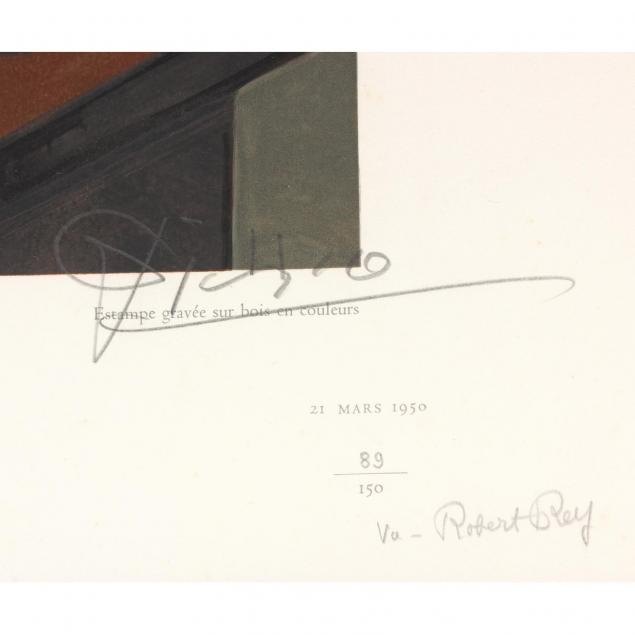 Picasso
Estampe gravée sur bois en couleurs
21 MARS 1950
89
150
Vu - Robert Rey